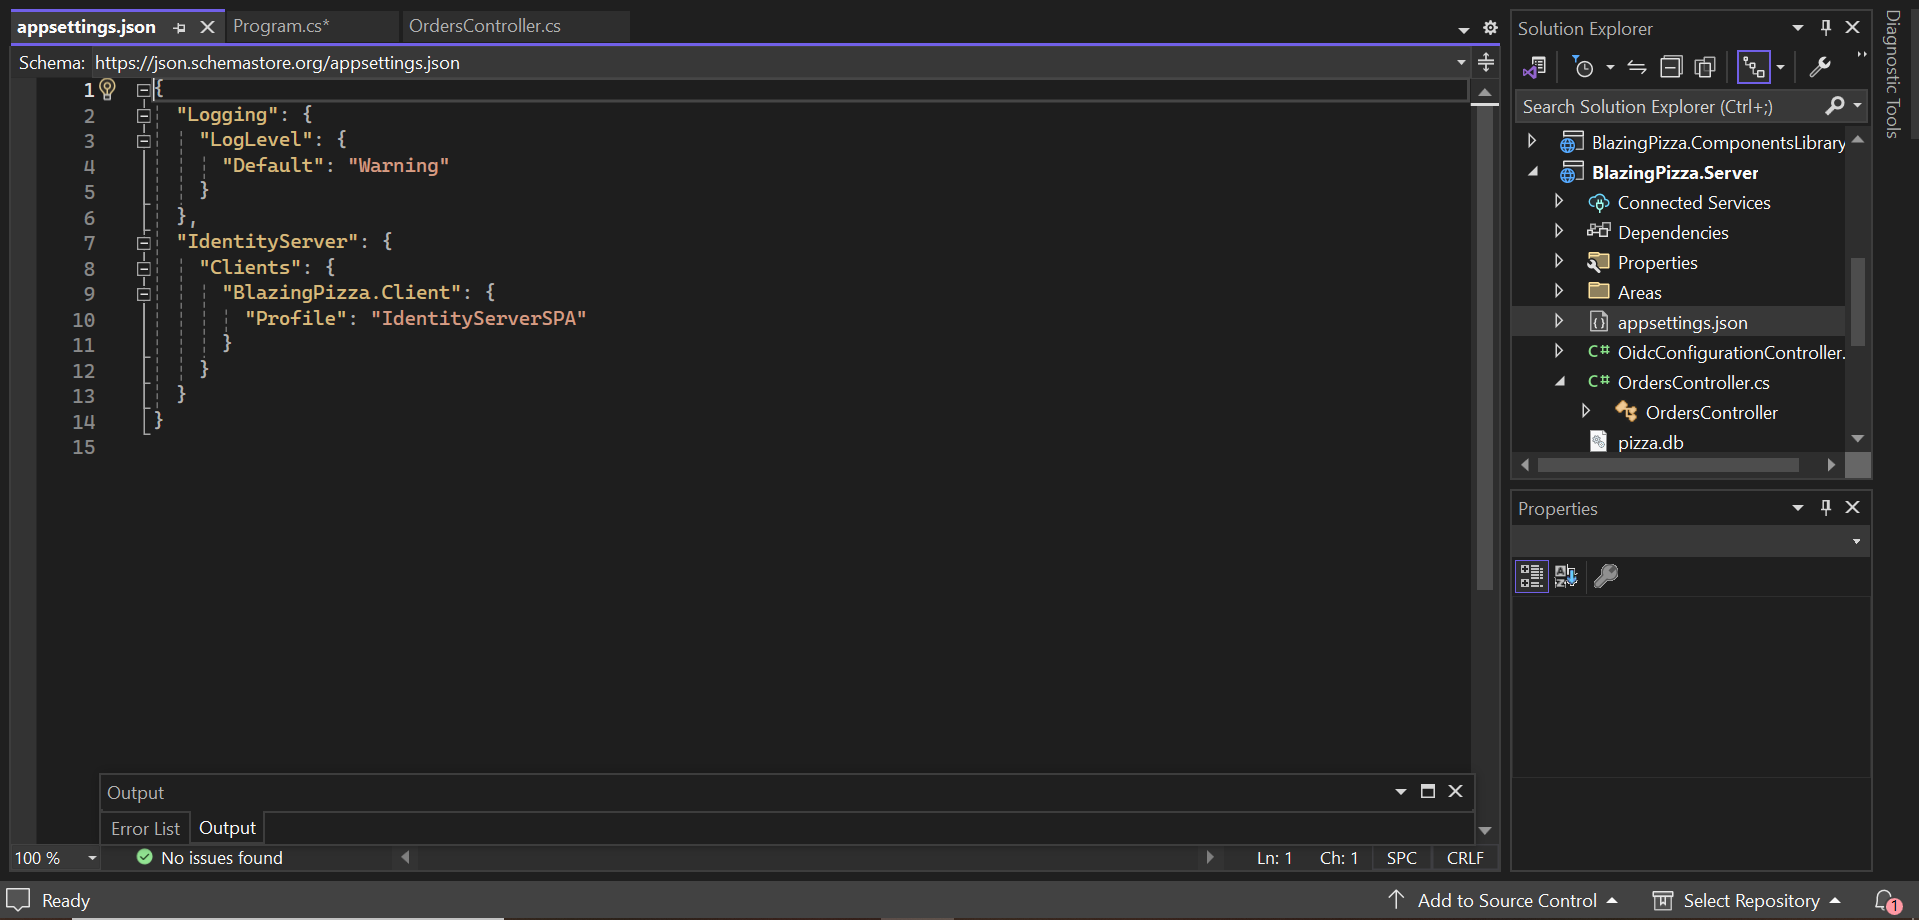 appsettings.json
Program.cs*
OrdersController.cs
Schema: https://json.schemastore.org/appsettings.json
1 {
2 "Logging": {
3 "LogLevel": {
4 "Default": "Warning"
5 }
6 },
7 "IdentityServer": {
8 "Clients": {
9 "BlazingPizza.Client": {
10 "Profile": "IdentityServerSPA"
11 }
12 }
13 }
14 }
15
Output
Error List
Output
100 %
No issues found
Ln: 1
Ch: 1
SPC
CRLF
Solution Explorer
Search Solution Explorer (Ctrl+;)
BlazingPizza.ComponentsLibrary
BlazingPizza.Server
Connected Services
Dependencies
Properties
Areas
appsettings.json
C# OidcConfigurationController.
C# OrdersController.cs
OrdersController
pizza.db
Properties
Diagnostic Tools
Ready
Add to Source Control
Select Repository
1